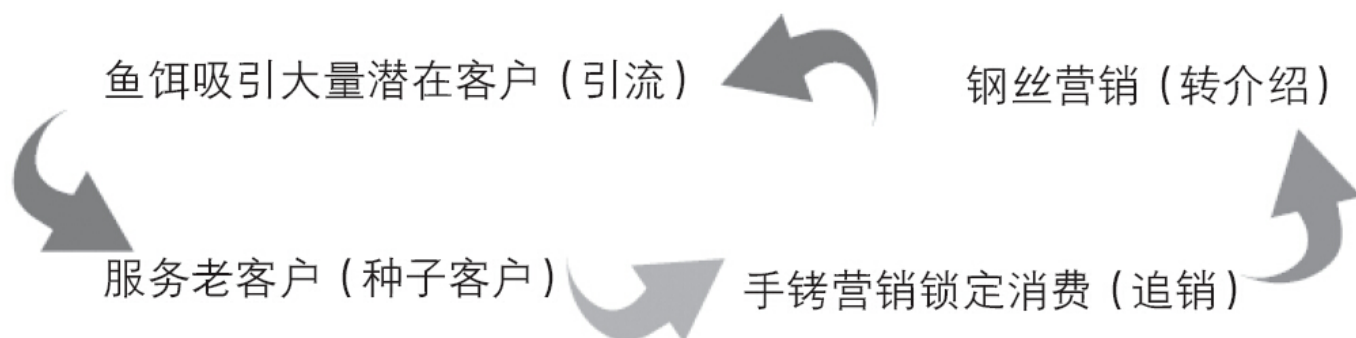 鱼饵吸引大量潜在客户（引流）
钢丝营销（转介绍）
服务老客户（种子客户）
手铐营销锁定消费（追销）